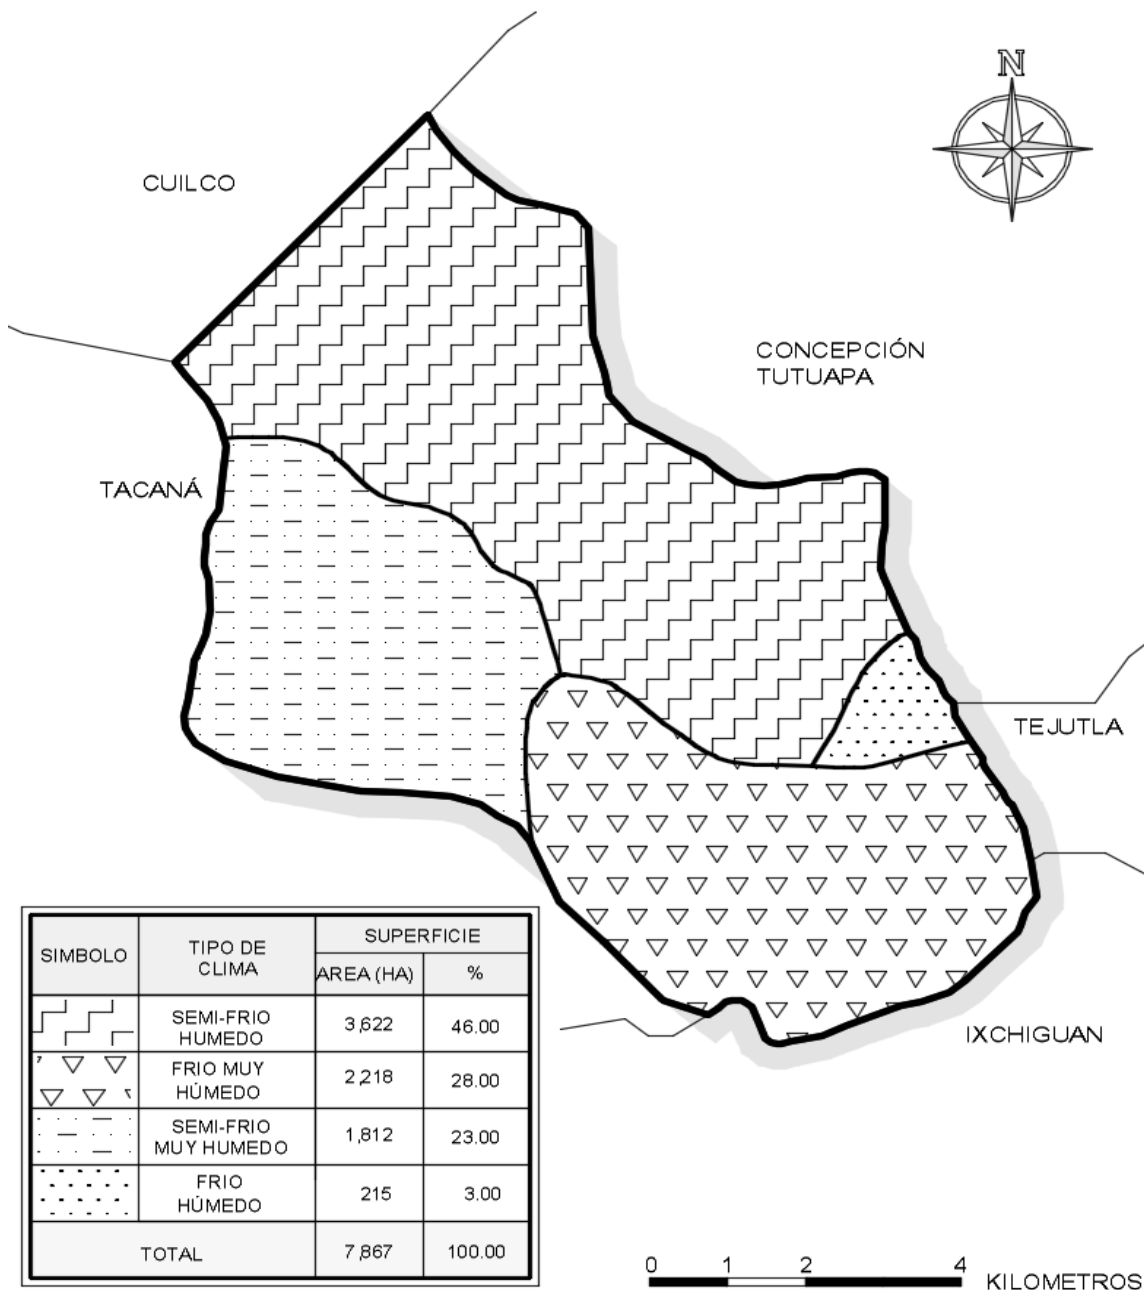 N
CUILCO
CONCEPCIÓN
TUTUAPA
TACANÁ
TEJUTLA
IXCHIGUAN
SIMBOLO
TIPO DE
CLIMA
SUPERFICIE
AREA (HA)
%
SEMI-FRIO
HUMEDO
3,622
46.00
FRIO MUY
HÚMEDO
2,218
28.00
SEMI-FRIO
MUY HUMEDO
1,812
23.00
FRIO
HÚMEDO
215
3.00
TOTAL
7,867
100.00
0 1 2 4
KILOMETROS